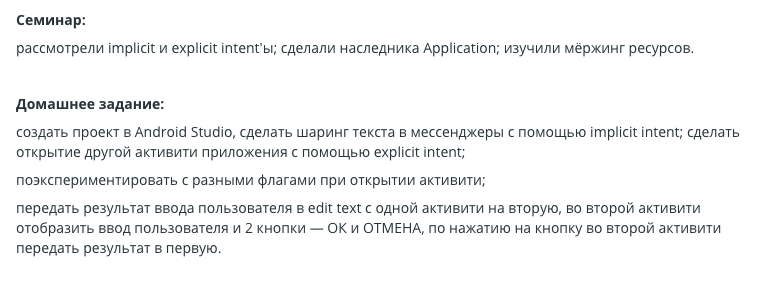 Семинар:
рассмотрели implicit и explicit intent'ы; сделали наследника Application; изучили мёржинг ресурсов.
Домашнее задание:
создать проект в Android Studio, сделать шаринг текста в мессенджеры с помощью implicit intent; сделать
открытие другой активити приложения с помощью explicit intent;
поэкспериментировать с разными флагами при открытии активити;
передать результат ввода пользователя в edit text с одной активити на вторую, во второй активити
отобразить ввод пользователя и 2 кнопки — ОК и ОТМЕНА, по нажатию на кнопку во второй активити
передать результат в первую.